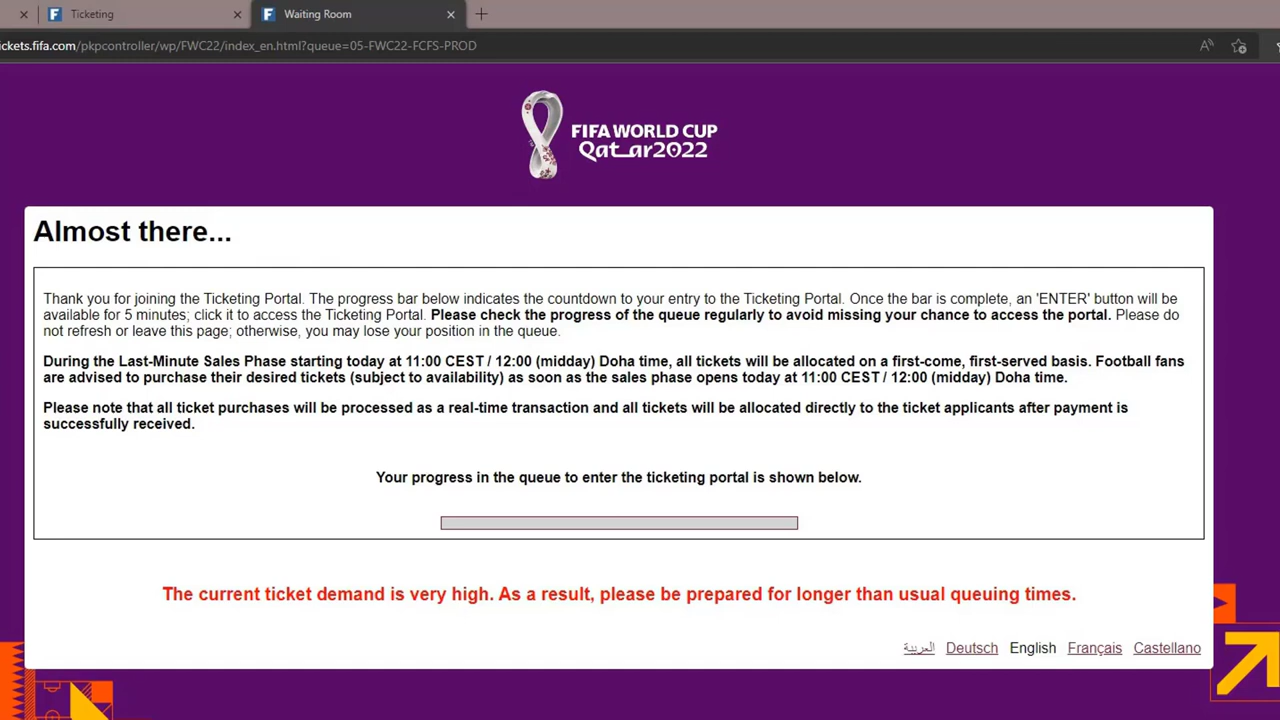 Ticketing
Waiting Room
ickets.fifa.com/pkpcontroller/wp/FWC22/index_en.html?queue=05-FWC22-FCFS-PROD
FIFA WORLD CUP
Qatar2022
Almost there...
Thank you for joining the Ticketing Portal. The progress bar below indicates the countdown to your entry to the Ticketing Portal. Once the bar is complete, an 'ENTER' button will be
available for 5 minutes; click it to access the Ticketing Portal. Please check the progress of the queue regularly to avoid missing your chance to access the portal. Please do
not refresh or leave this page; otherwise, you may lose your position in the queue.
During the Last-Minute Sales Phase starting today at 11:00 CEST / 12:00 (midday) Doha time, all tickets will be allocated on a first-come, first-served basis. Football fans
are advised to purchase their desired tickets (subject to availability) as soon as the sales phase opens today at 11:00 CEST / 12:00 (midday) Doha time.
Please note that all ticket purchases will be processed as a real-time transaction and all tickets will be allocated directly to the ticket applicants after payment is
successfully received.
Your progress in the queue to enter the ticketing portal is shown below.
The current ticket demand is very high. As a result, please be prepared for longer than usual queuing times.
العربية Deutsch English Français Castellano